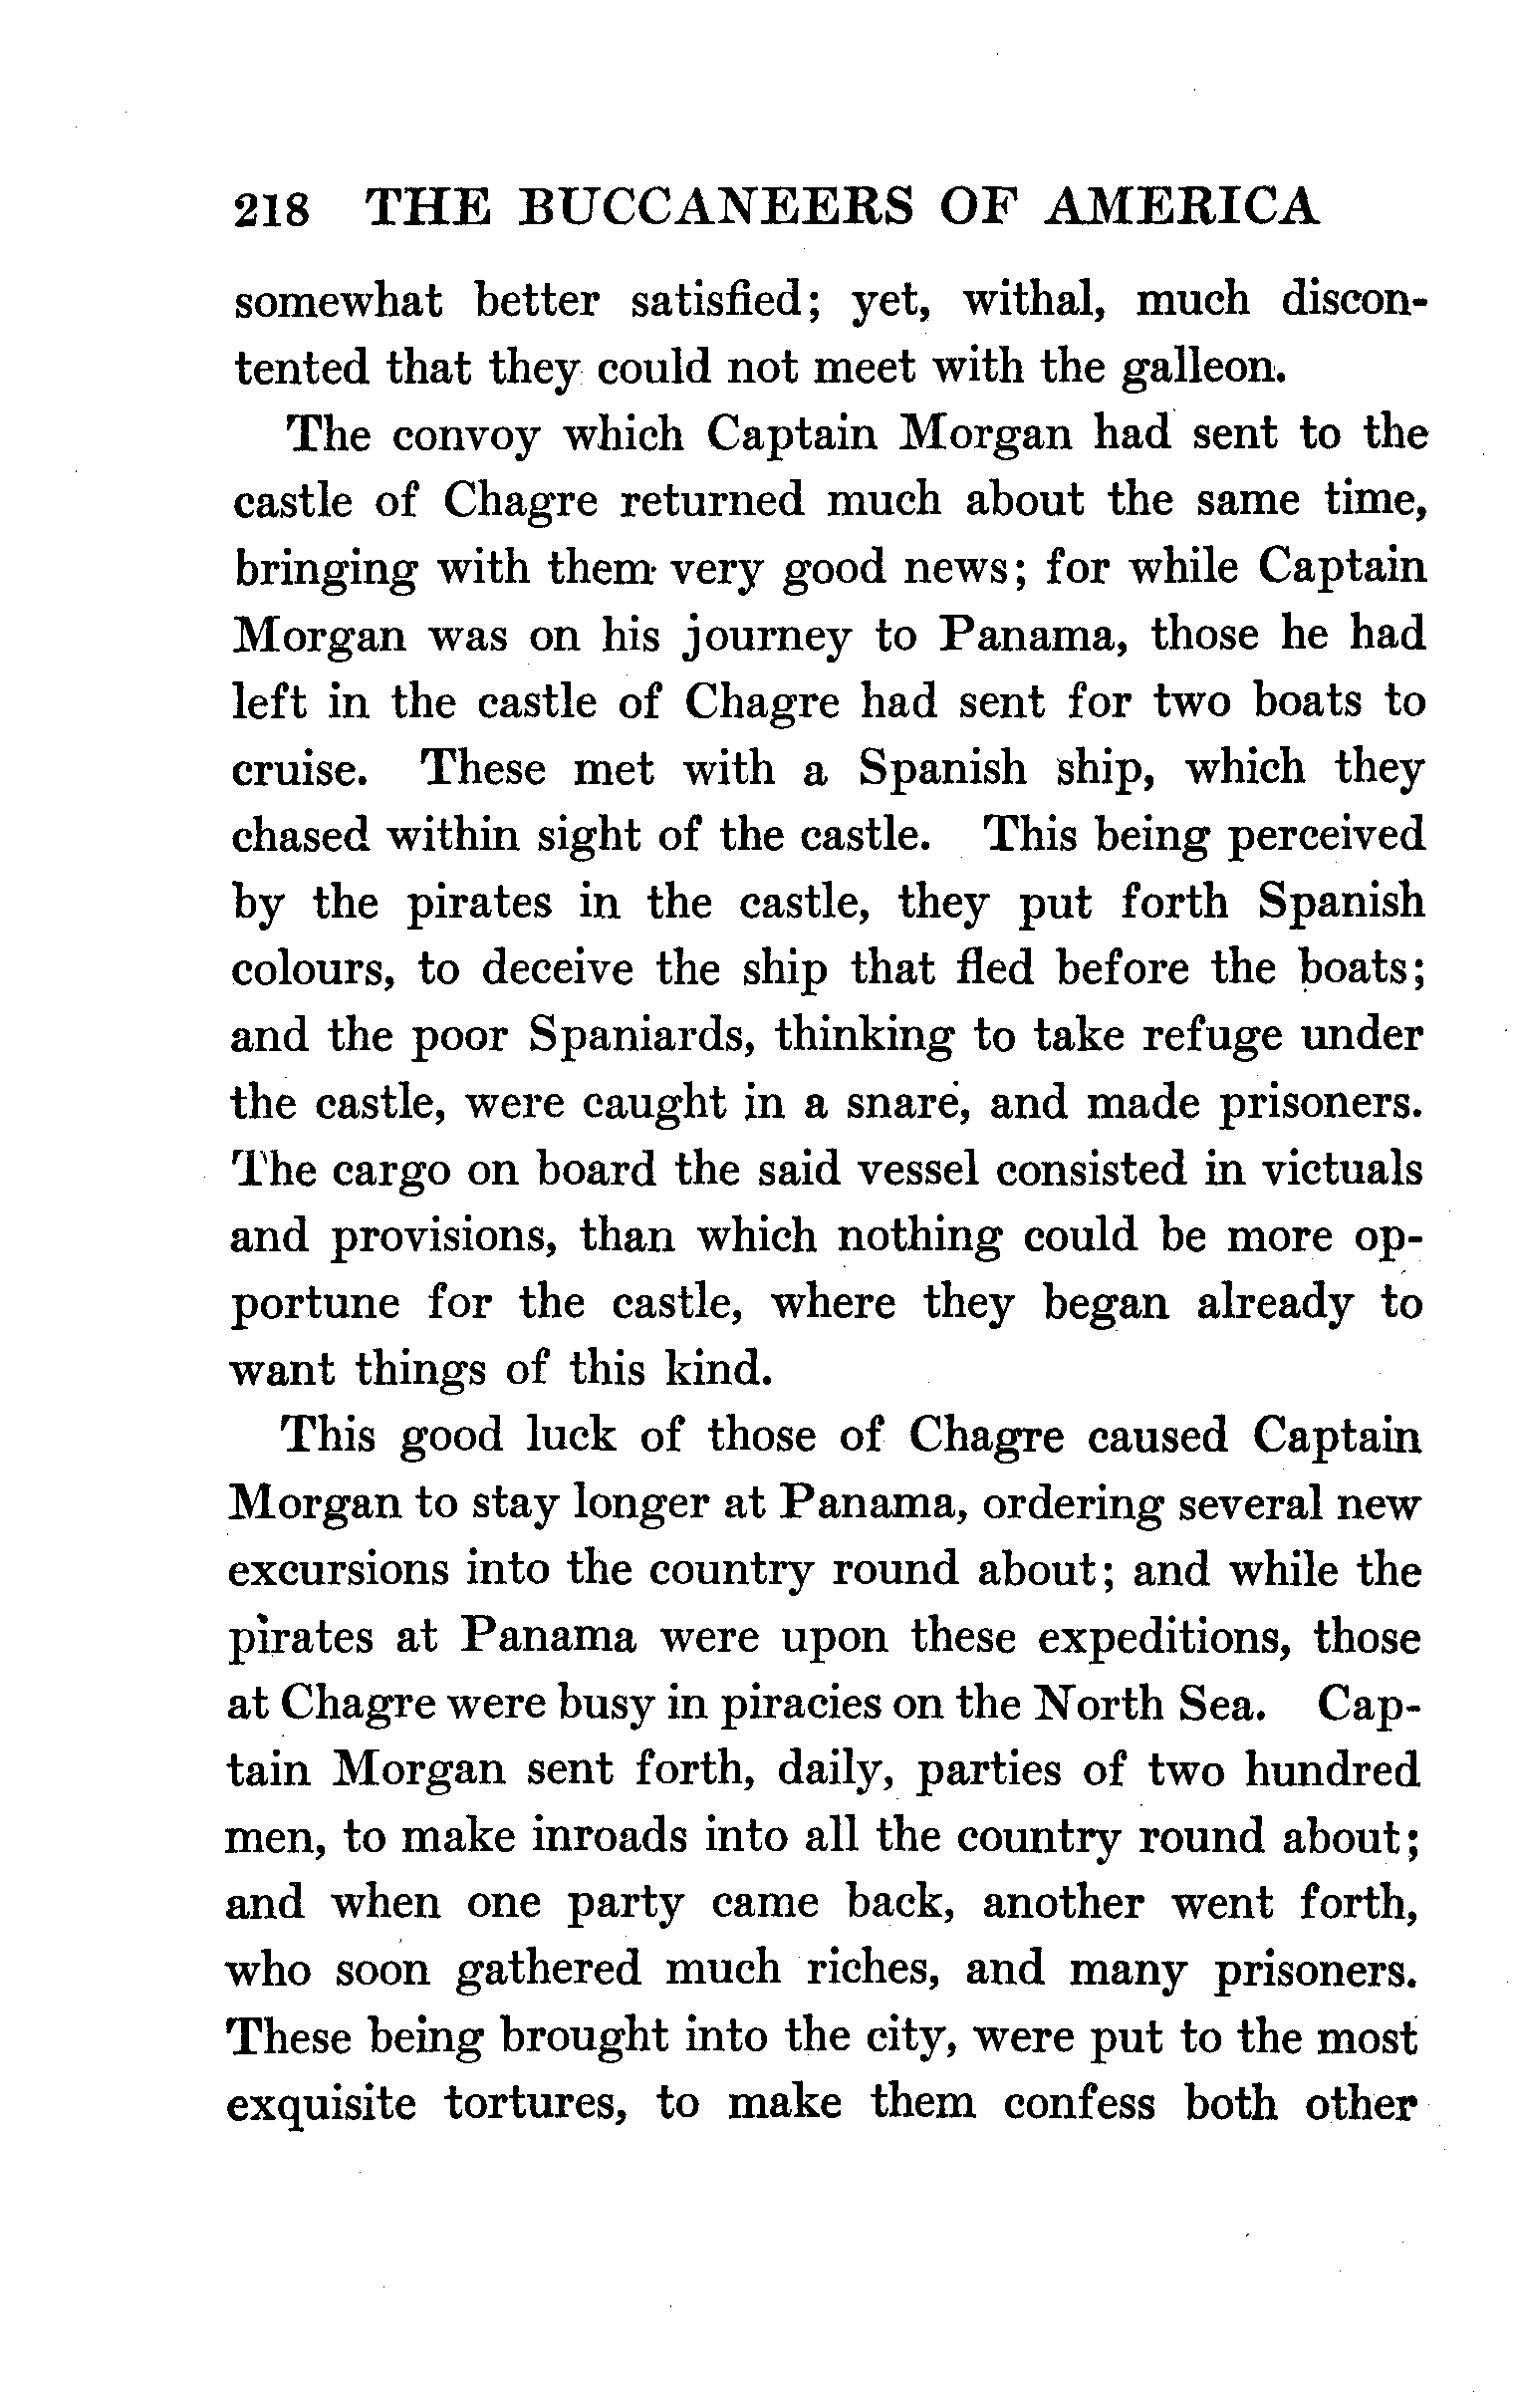 218 THE BUCCANEERS OF AMERICA
somewhat better satisfied; yet, withal, much discon-
tented that they could not meet with the galleon.
The convoy which Captain Morgan had sent to the
castle of Chagre returned much about the same time,
bringing with them very good news; for while Captain
Morgan was on his journey to Panama, those he had
left in the castle of Chagre had sent for two boats to
cruise. These met with a Spanish ship, which they
chased within sight of the castle. This being perceived
by the pirates in the castle, they put forth Spanish
colours, to deceive the ship that fled before the boats;
and the poor Spaniards, thinking to take refuge under
the castle, were caught in a snare, and made prisoners.
The cargo on board the said vessel consisted in victuals
and provisions, than which nothing could be more op-
portune for the castle, where they began already to
want things of this kind.
This good luck of those of Chagre caused Captain
Morgan to stay longer at Panama, ordering several new
excursions into the country round about; and while the
pirates at Panama were upon these expeditions, those
at Chagre were busy in piracies on the North Sea. Cap-
tain Morgan sent forth, daily, parties of two hundred
men, to make inroads into all the country round about;
and when one party came back, another went forth,
who soon gathered much riches, and many prisoners.
These being brought into the city, were put to the most
exquisite tortures, to make them confess both other